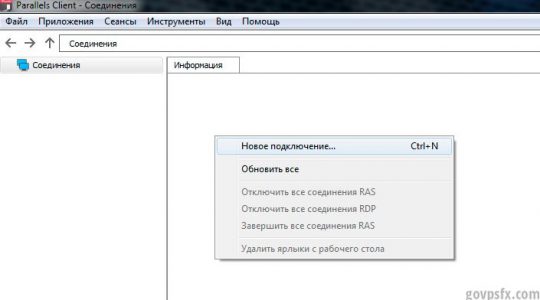 Parallels Client - Соединения
Файл Приложения Сеансы Инструменты Вид Помощь
Соединения
Соединения
Информация
Новое подключение... Ctrl+N
Обновить все
Отключить все соединения RAS
Отключить все соединения RDP
Завершить все соединения RAS
Удалить ярлыки с рабочего стола
govpsfx.com